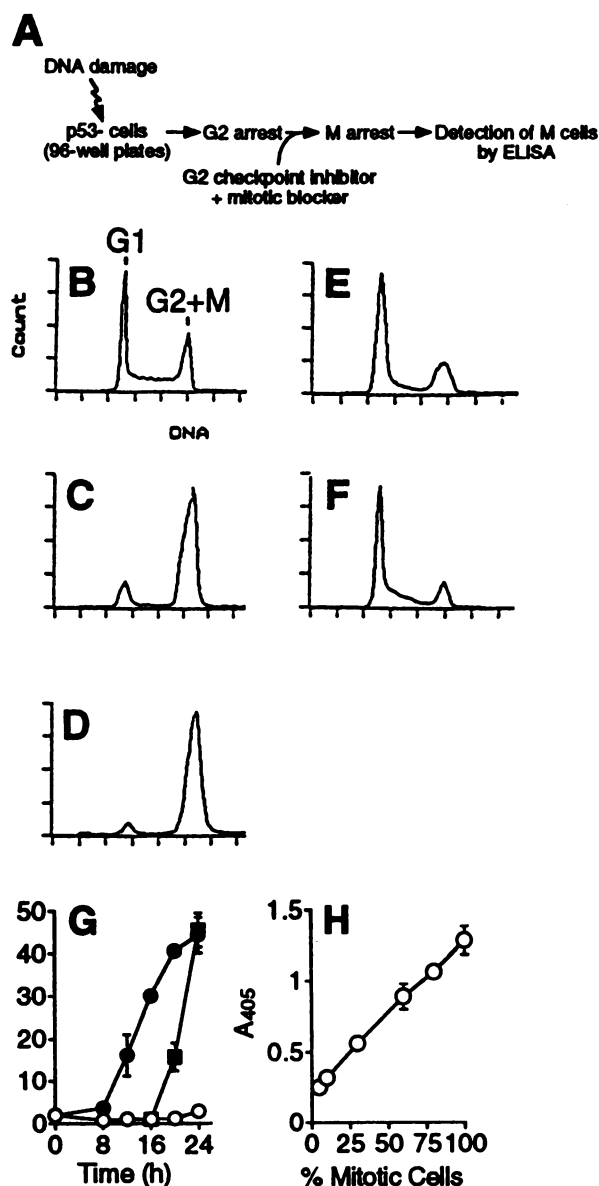 A
DNA damage
p53- cells
(96-well plates)
G2 arrest
M arrest
Detection of M cells
by ELISA
G2 checkpoint inhibitor
+ mitotic blocker
B
G1
G2+M
Count
DNA
E
C
F
D
G
50
40
30
20
10
0
0 8 16 24
Time (h)
H
1.5
1
0.5
0
A405
0 25 50 75 100
% Mitotic Cells